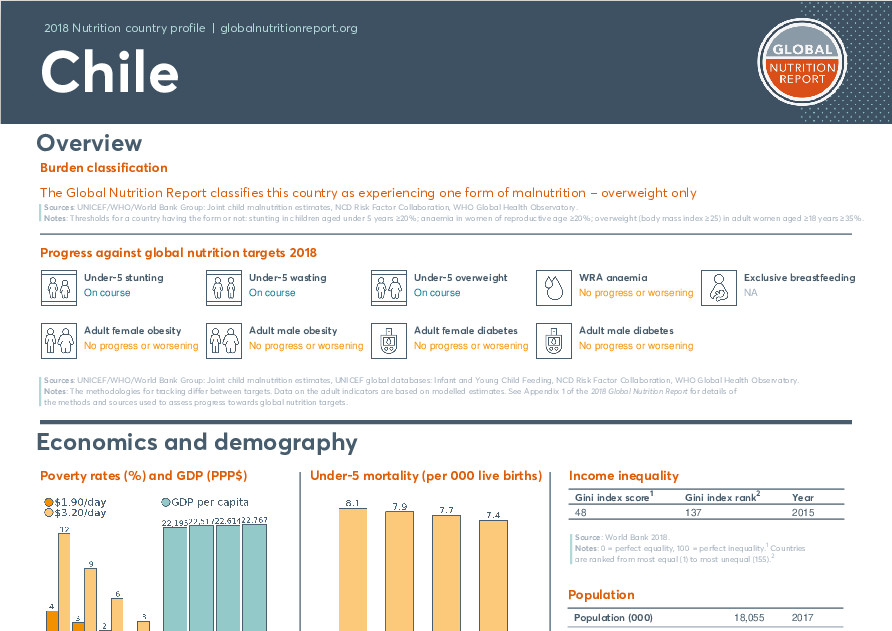 2018 Nutrition country profile | globalnutritionreport.org
Chile
GLOBAL
NUTRITION
REPORT
Overview
Burden classification
The Global Nutrition Report classifies this country as experiencing one form of malnutrition – overweight only
Sources: UNICEF/WHO/World Bank Group: Joint child malnutrition estimates, NCD Risk Factor Collaboration, WHO Global Health Observatory.
Notes: Thresholds for a country having the form or not: stunting in children aged under 5 years ≥20%; anaemia in women of reproductive age ≥20%; overweight (body mass index ≥25) in adult women aged ≥18 years ≥35%.
Progress against global nutrition targets 2018
Under-5 stunting
On course
Under-5 wasting
On course
Under-5 overweight
On course
WRA anaemia
No progress or worsening
Exclusive breastfeeding
NA
Adult female obesity
No progress or worsening
Adult male obesity
No progress or worsening
Adult female diabetes
No progress or worsening
Adult male diabetes
No progress or worsening
Sources: UNICEF/WHO/World Bank Group: Joint child malnutrition estimates, UNICEF global databases: Infant and Young Child Feeding, NCD Risk Factor Collaboration, WHO Global Health Observatory.
Notes: The methodologies for tracking differ between targets. Data on the adult indicators are based on modelled estimates. See Appendix 1 of the 2018 Global Nutrition Report for details of
the methods and sources used to assess progress towards global nutrition targets.
Economics and demography
Poverty rates (%) and GDP (PPP$)
$1.90/day
$3.20/day
GDP per capita
12
9
6
3
4
3
2
22,195 22,517 22,614 22,767
Under-5 mortality (per 000 live births)
8.1 7.9 7.7 7.4
Income inequality
Gini index score1 Gini index rank2 Year
48 137 2015
Source: World Bank 2018.
Notes: 0 = perfect equality, 100 = perfect inequality.1 Countries
are ranked from most equal (1) to most unequal (155).2
Population
Population (000) 18,055 2017